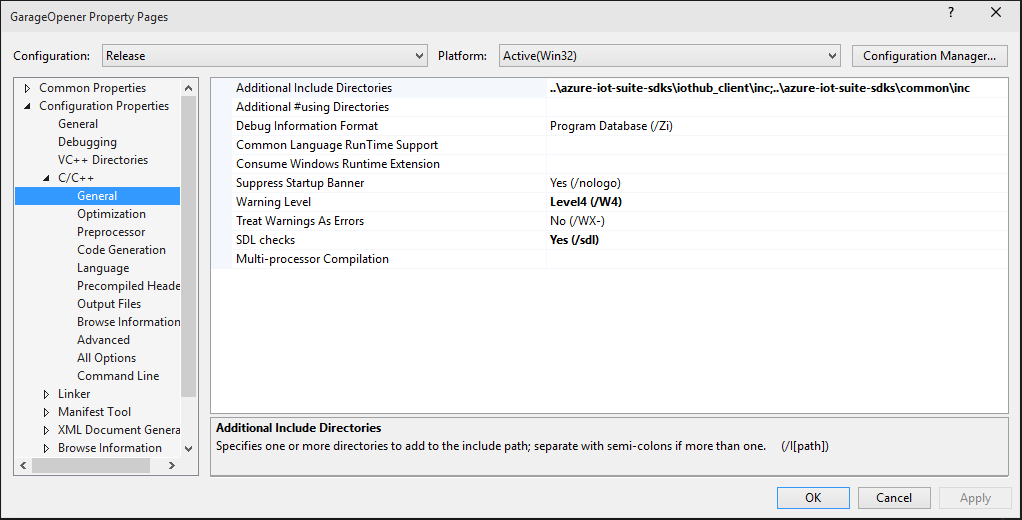 GarageOpener Property Pages
?
Configuration: Release Platform: Active(Win32) Configuration Manager...
Common Properties
Configuration Properties
General
Debugging
VC++ Directories
C/C++
General
Optimization
Preprocessor
Code Generation
Language
Precompiled Heade
Output Files
Browse Information
Advanced
All Options
Command Line
Linker
Manifest Tool
XML Document Genera
Browse Information
Additional Include Directories ..\azure-iot-suite-sdks\iothub_client\inc;..\azure-iot-suite-sdks\common\inc
Additional #using Directories
Debug Information Format Program Database (/Zi)
Common Language RunTime Support
Consume Windows Runtime Extension
Suppress Startup Banner Yes (/nologo)
Warning Level Level4 (/W4)
Treat Warnings As Errors No (/WX-)
SDL checks Yes (/sdl)
Multi-processor Compilation
Additional Include Directories
Specifies one or more directories to add to the include path; separate with semi-colons if more than one. (/I[path])
OK Cancel Apply